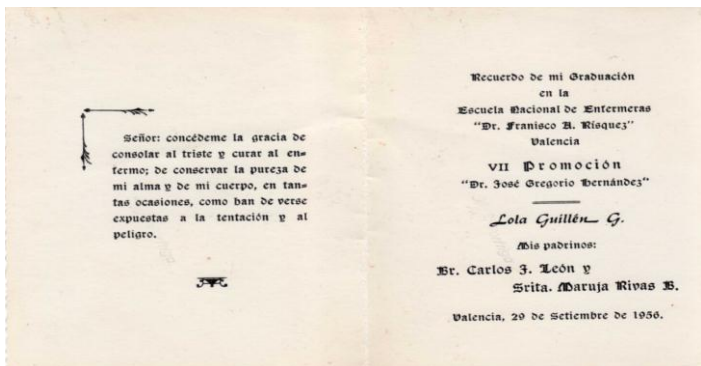 Señor: concédeme la gracia de
consolar al triste y curar al en=
fermo; de conservar la pureza de
mi alma y de mi cuerpo, en tan=
tas ocasiones, como han de verse
expuestas a la tentación y al
peligro.
Recuerdo de mi Graduación
en la
Escuela Nacional de Enfermeras
"Dr. Franisco A. Rísquez"
Valencia
VII Promoción
"Dr. José Gregorio Hernández"
Lola Guillén G.
Mis padrinos:
Br. Carlos J. León y
Srita. Maruja Rivas B.
Valencia, 29 de Setiembre de 1956.